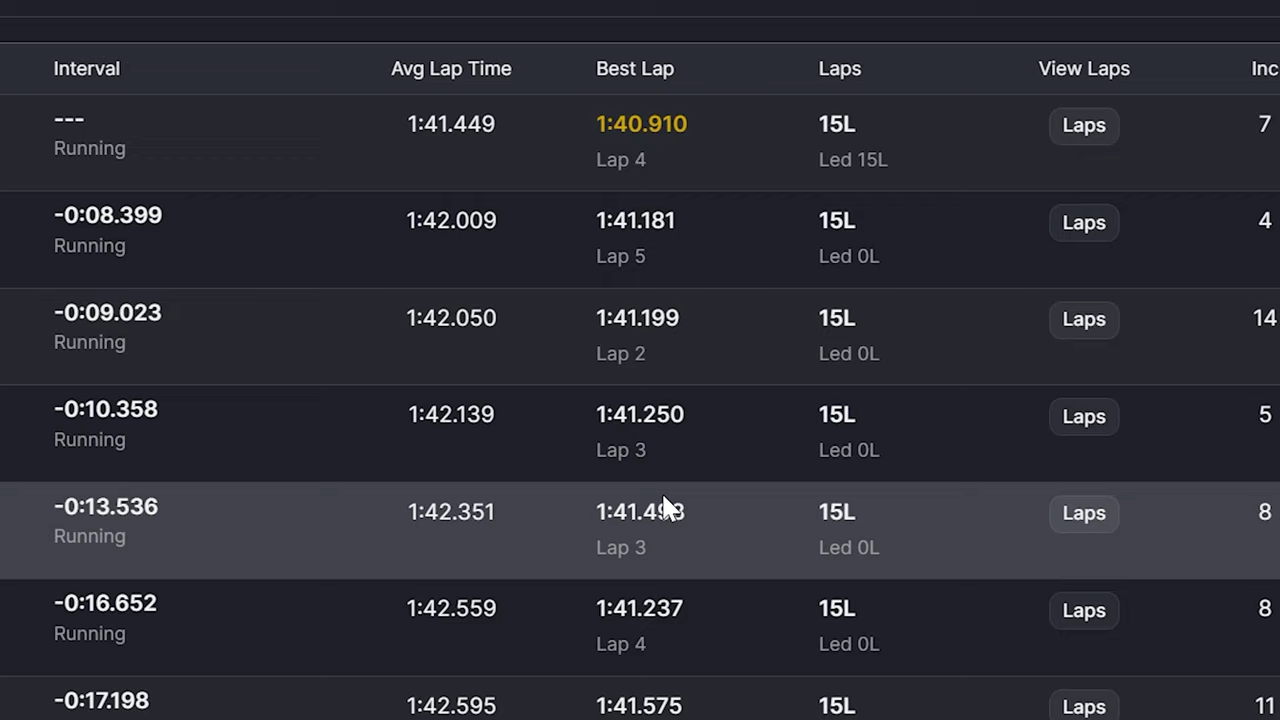 Interval Avg Lap Time Best Lap Laps View Laps Inc
--- 1:41.449 1:40.910 15L Laps 7
Running Lap 4 Led 15L
-0:08.399 1:42.009 1:41.181 15L Laps 4
Running Lap 5 Led 0L
-0:09.023 1:42.050 1:41.199 15L Laps 14
Running Lap 2 Led 0L
-0:10.358 1:42.139 1:41.250 15L Laps 5
Running Lap 3 Led 0L
-0:13.536 1:42.351 15L Laps 8
Running Lap 3 Led 0L
-0:16.652 1:42.559 1:41.237 15L Laps 8
Running Lap 4 Led 0L
-0:17.198 1:42.595 1:41.575 15L Laps 11